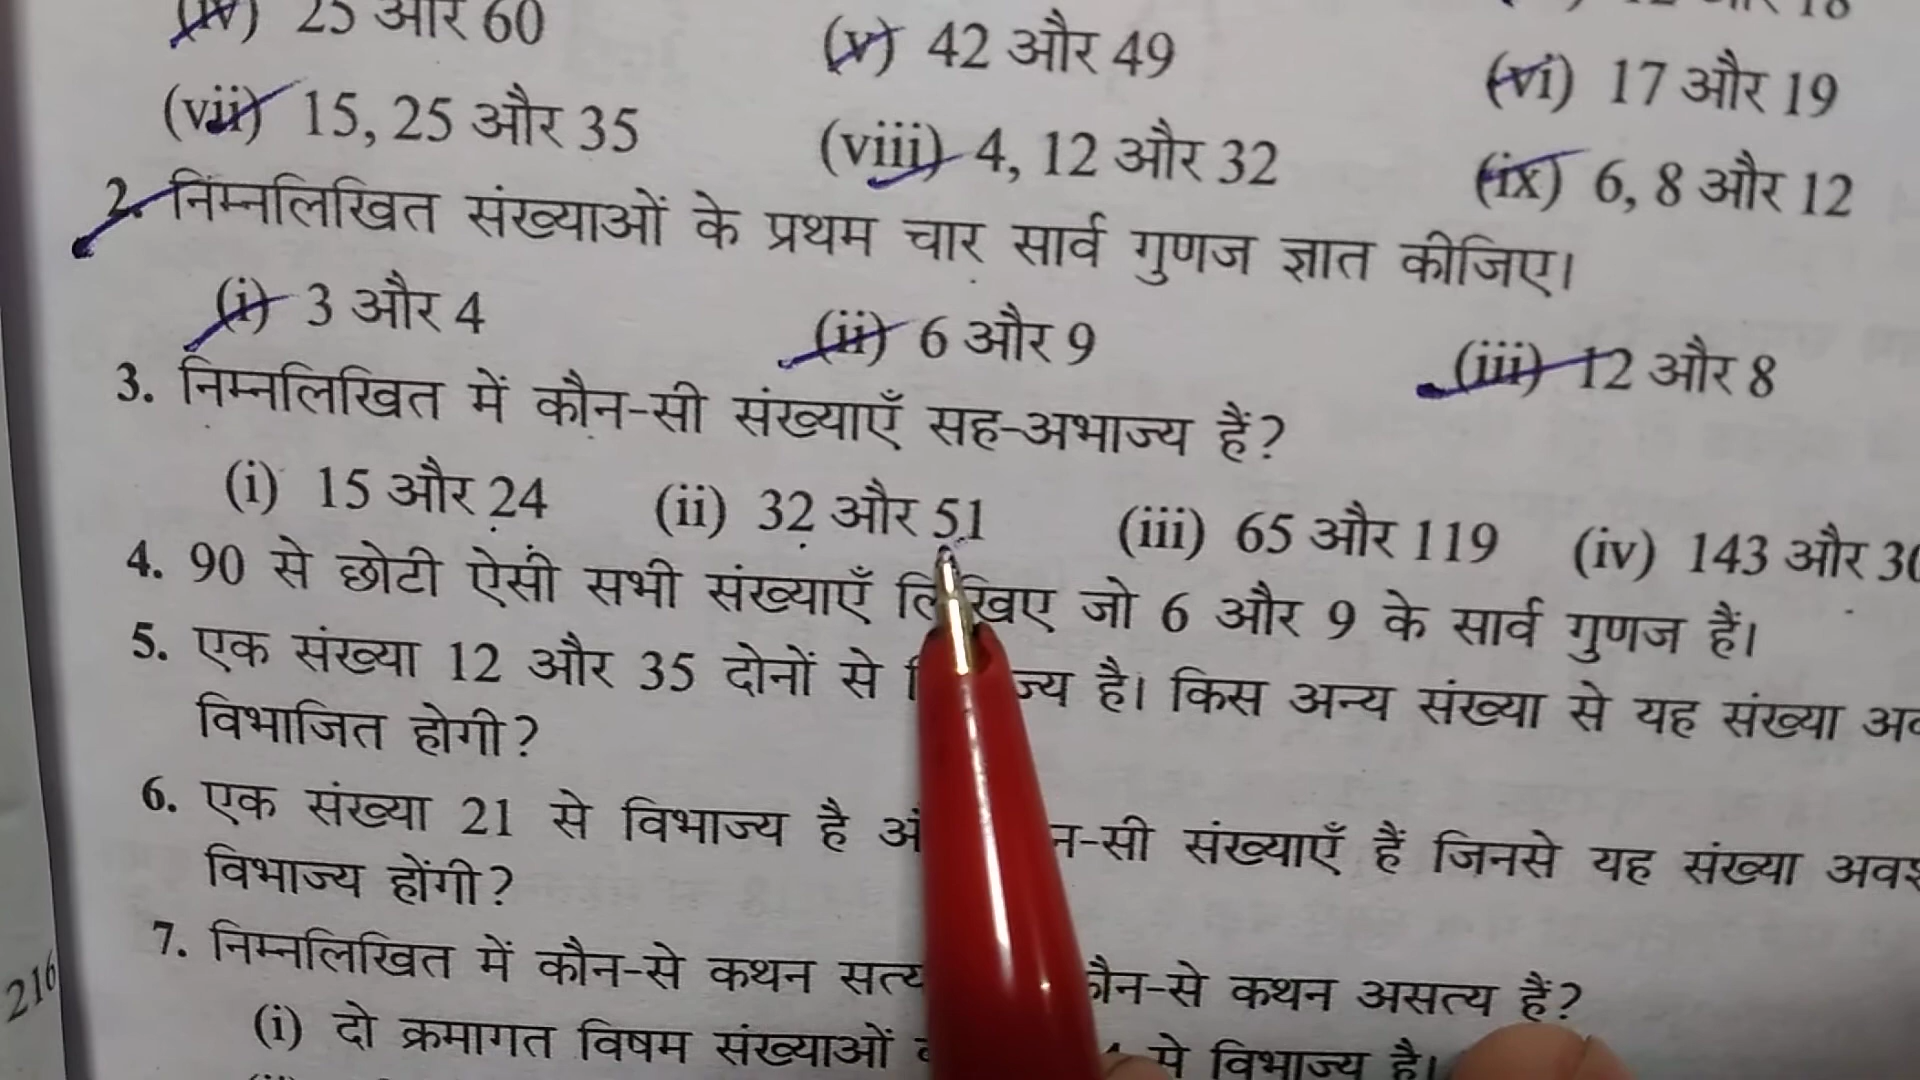 (iv) 25 और 60 (v) 42 और 49 (vi) 17 और 19
(vii) 15, 25 और 35 (viii) 4, 12 और 32 (ix) 6, 8 और 12
2. निम्नलिखित संख्याओं के प्रथम चार सार्व गुणज ज्ञात कीजिए।
(i) 3 और 4 (ii) 6 और 9 (iii) 12 और 8
3. निम्नलिखित में कौन-सी संख्याएँ सह-अभाज्य हैं?
(i) 15 और 24 (ii) 32 और 51 (iii) 65 और 119 (iv) 143 और
4. 90 से छोटी ऐसी सभी संख्याएँ लिखिए जो 6 और 9 के सार्व गुणज हैं।
5. एक संख्या 12 और 35 दोनों से ज्य है। किस अन्य संख्या से यह संख्या
विभाजित होगी?
6. एक संख्या 21 से विभाज्य है न-सी संख्याएँ हैं जिनसे यह संख्या
विभाज्य होंगी?
7. निम्नलिखित में कौन-से कथन सत्य कौन-से कथन असत्य हैं?
(i) दो क्रमागत विषम संख्याओं से विभाज्य है।
216